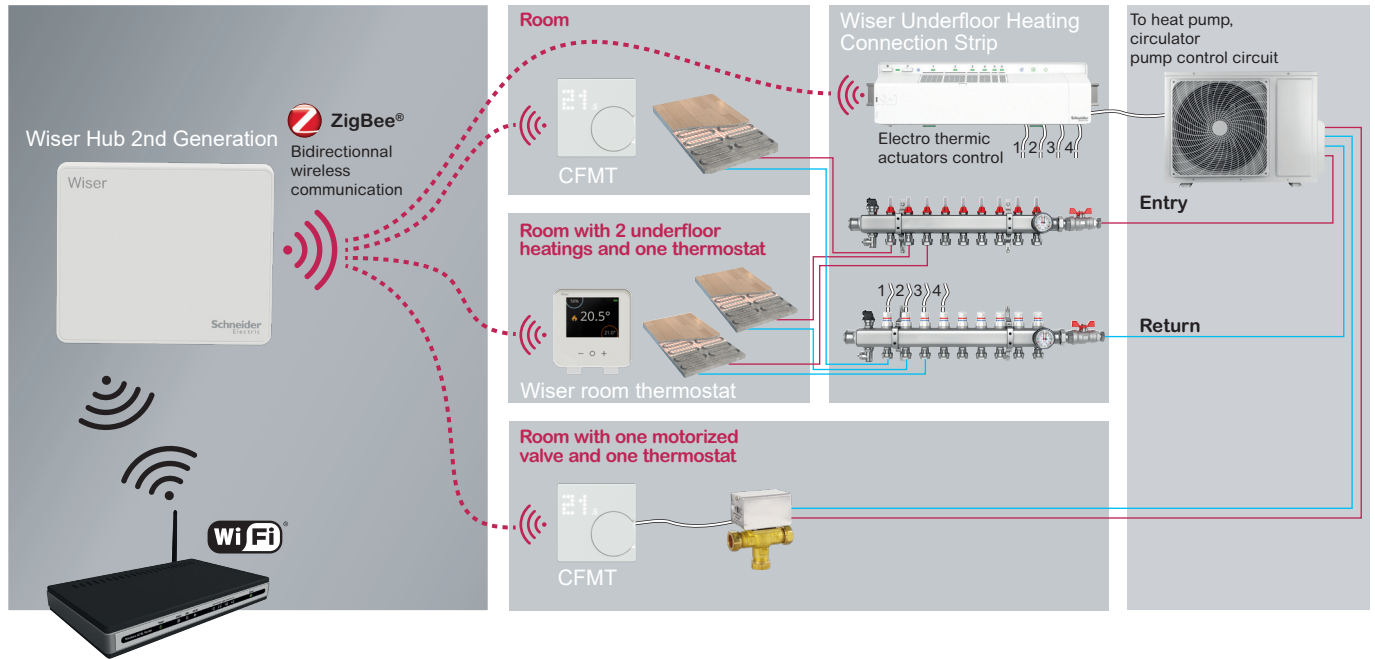 Wiser Hub 2nd Generation
Wiser
Schneider
Electric
ZigBee®
Bidirectionnal
wireless
communication
WiFi®
Room
21.5
CFMT
Room with 2 underfloor
heatings and one thermostat
20.5°
Wiser room thermostat
Room with one motorized
valve and one thermostat
CFMT
Wiser Underfloor Heating
Connection Strip
Schneider
Electro thermic
actuators control
1 2 3 4
1 2 3 4
To heat pump,
circulator
pump control circuit
Entry
Return